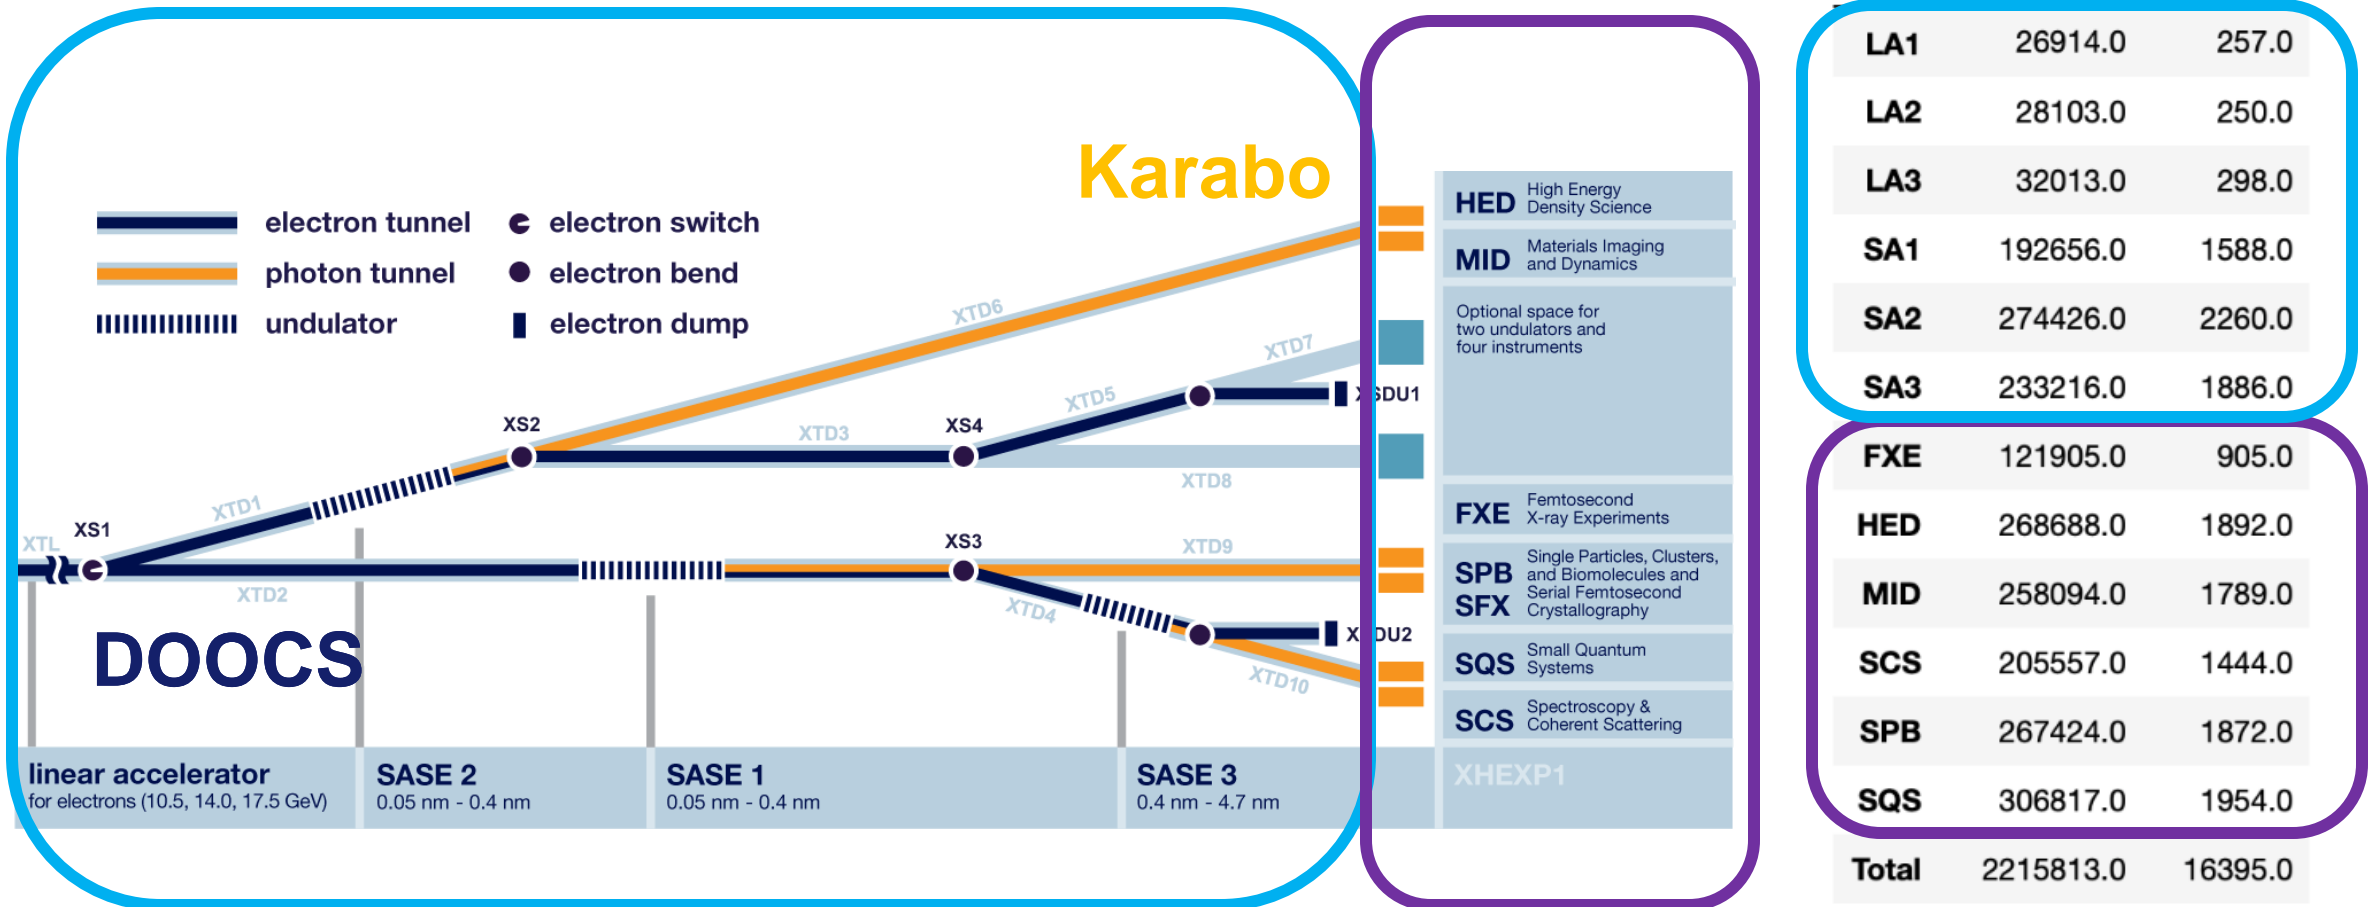 Karabo
electron tunnel
electron switch
photon tunnel
electron bend
undulator
electron dump
XTD6
XTD7
XTD5
XSDU1
XS2
XS4
XTD3
XTD8
XTD1
XS1
XTL
XTD2
XS3
XTD9
XTD4
XTD10
DOOCS
linear accelerator
for electrons (10.5, 14.0, 17.5 GeV)
SASE 2
0.05 nm - 0.4 nm
SASE 1
0.05 nm - 0.4 nm
SASE 3
0.4 nm - 4.7 nm
HED High Energy
Density Science
MID Materials Imaging
and Dynamics
Optional space for
two undulators and
four instruments
FXE Femtosecond
X-ray Experiments
SPB Single Particles, Clusters,
and Biomolecules and
SFX Serial Femtosecond
Crystallography
SQS Small Quantum
Systems
SCS Spectroscopy &
Coherent Scattering
XHEXP1
LA1 26914.0 257.0
LA2 28103.0 250.0
LA3 32013.0 298.0
SA1 192656.0 1588.0
SA2 274426.0 2260.0
SA3 233216.0 1886.0
FXE 121905.0 905.0
HED 268688.0 1892.0
MID 258094.0 1789.0
SCS 205557.0 1444.0
SPB 267424.0 1872.0
SQS 306817.0 1954.0
Total 2215813.0 16395.0